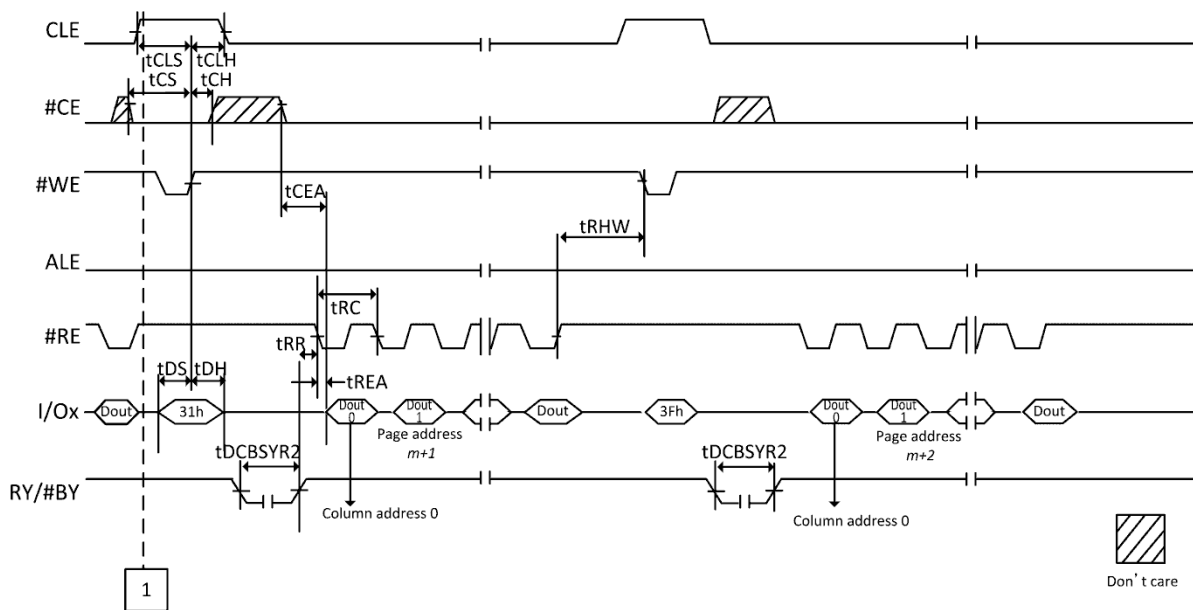 CLE
tCLS tCLH
tCS tCH
#CE
#WE
tCEA
tRHW
ALE
tRC
#RE
tRR
tDS tDH
tREA
I/Ox
Dout 31h Dout 0 Dout 1 Dout 3Fh Dout 0 Dout 1 Dout
Page address
m+1
Page address
m+2
tDCBSYR2 tDCBSYR2
RY/#BY
Column address 0
Column address 0
1
Don't care